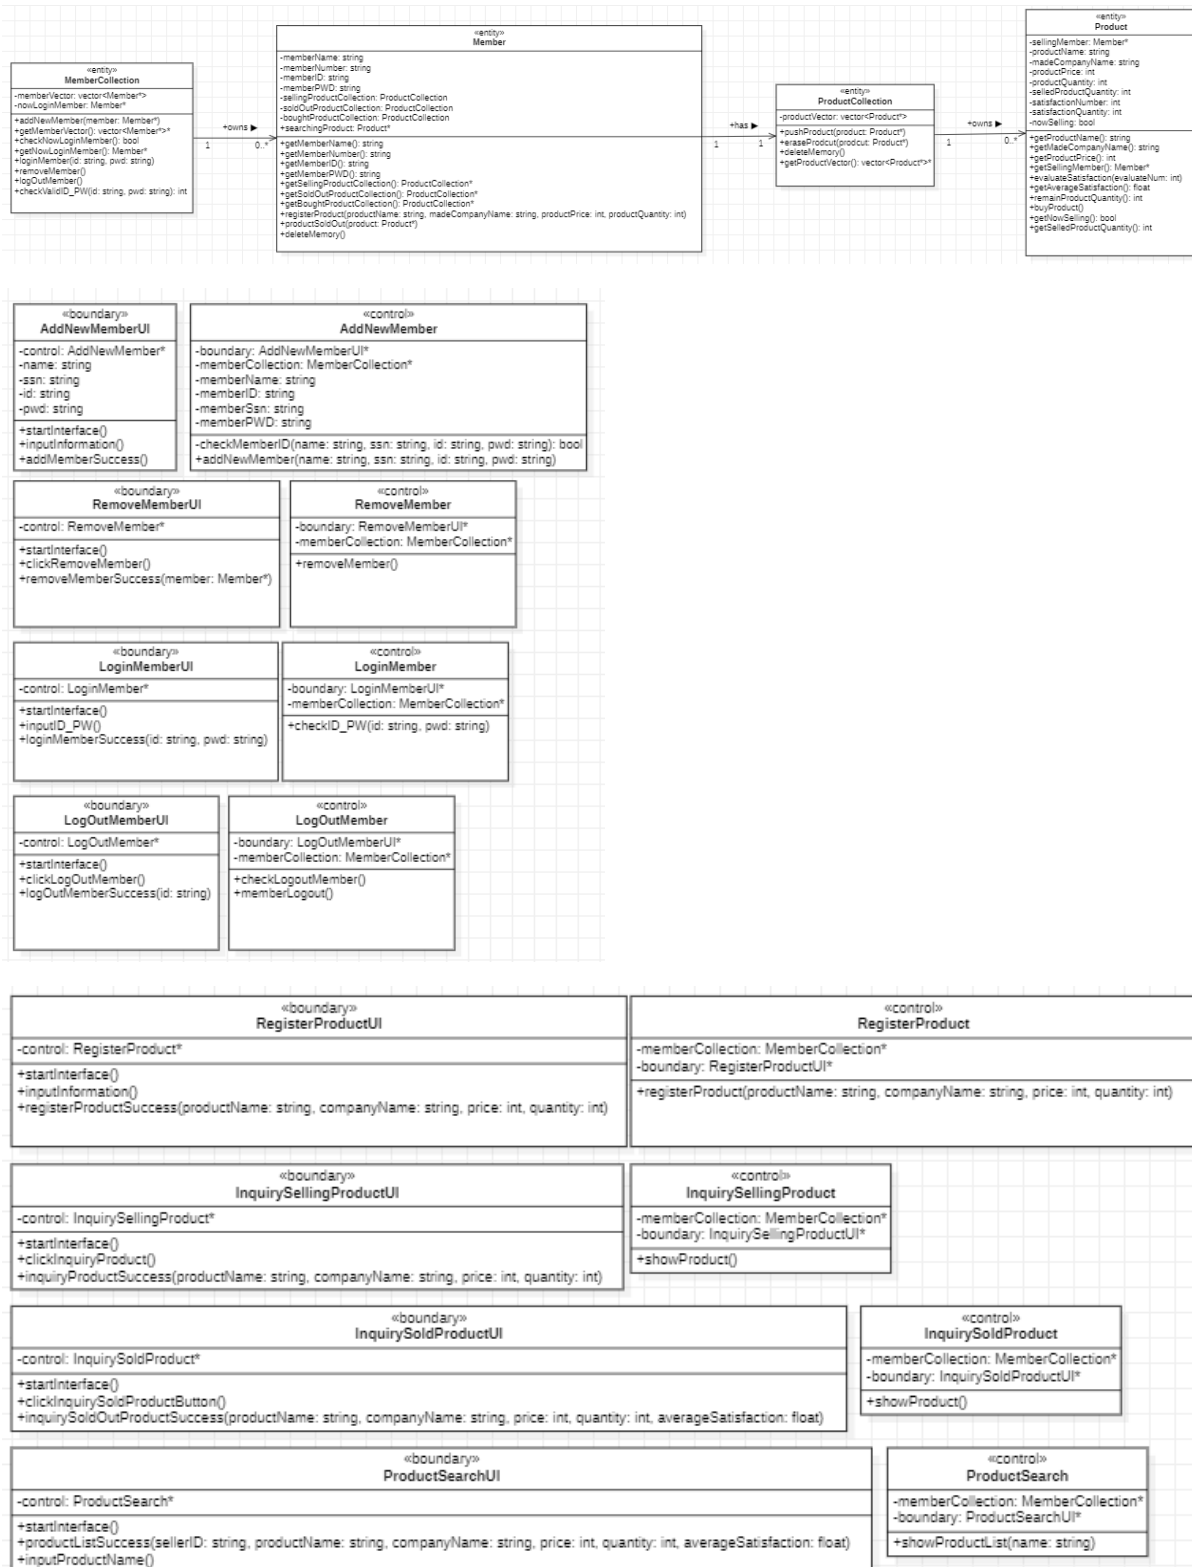 «entity»
MemberCollection
-memberVector: vector<Member*>
-nowLoginMember: Member*
+addNewMember(member: Member*)
+getMemberVector(): vector<Member*>*
+checkNowLoginMember(): bool
+getNowLoginMember(): Member*
+loginMember(id: string, pwd: string)
+removeMember()
+logOutMember()
+checkValidID_PW(id: string, pwd: string): int
+owns ▶
1
0..*
«entity»
Member
-memberName: string
-memberNumber: string
-memberID: string
-memberPWD: string
-sellingProductCollection: ProductCollection
-soldOutProductCollection: ProductCollection
-boughtProductCollection: ProductCollection
+searchingProduct: Product*
+getMemberName(): string
+getMemberNumber(): string
+getMemberID(): string
+getMemberPWD(): string
+getSellingProductCollection(): ProductCollection*
+getSoldOutProductCollection(): ProductCollection*
+getBoughtProductCollection(): ProductCollection*
+registerProduct(productName: string, madeCompanyName: string, productPrice: int, productQuantity: int)
+productSoldOut(product: Product*)
+deleteMemory()
+has ▶
1
1
«entity»
ProductCollection
-productVector: vector<Product*>
+pushProduct(product: Product*)
+eraseProdcut(prodcut: Product*)
+deleteMemory()
+getProductVector(): vector<Product*>*
+owns ▶
1
0..*
«entity»
Product
-sellingMember: Member*
-productName: string
-madeCompanyName: string
-productPrice: int
-productQuantity: int
-selledProductQuantity: int
-satisfactionNumber: int
-satisfactionQuantity: int
-nowSelling: bool
+getProductName(): string
+getMadeCompanyName(): string
+getProductPrice(): int
+getSellingMember(): Member*
+evaluateSatisfaction(evaluateNum: int)
+getAverageSatisfaction(): float
+remainProductQuantity(): int
+buyProduct()
+getNowSelling(): bool
+getSelledProductQuantity(): int
«boundary»
AddNewMemberUI
-control: AddNewMember*
-name: string
-ssn: string
-id: string
-pwd: string
+startInterface()
+inputInformation()
+addMemberSuccess()
«control»
AddNewMember
-boundary: AddNewMemberUI*
-memberCollection: MemberCollection*
-memberName: string
-memberID: string
-memberSsn: string
-memberPWD: string
-checkMemberID(name: string, ssn: string, id: string, pwd: string): bool
+addNewMember(name: string, ssn: string, id: string, pwd: string)
«boundary»
RemoveMemberUI
-control: RemoveMember*
+startInterface()
+clickRemoveMember()
+removeMemberSuccess(member: Member*)
«control»
RemoveMember
-boundary: RemoveMemberUI*
-memberCollection: MemberCollection*
+removeMember()
«boundary»
LoginMemberUI
-control: LoginMember*
+startInterface()
+inputID_PW()
+loginMemberSuccess(id: string, pwd: string)
«control»
LoginMember
-boundary: LoginMemberUI*
-memberCollection: MemberCollection*
+checkID_PW(id: string, pwd: string)
«boundary»
LogOutMemberUI
-control: LogOutMember*
+startInterface()
+clickLogOutMember()
+logOutMemberSuccess(id: string)
«control»
LogOutMember
-boundary: LogOutMemberUI*
-memberCollection: MemberCollection*
+checkLogoutMember()
+memberLogout()
«boundary»
RegisterProductUI
-control: RegisterProduct*
+startInterface()
+inputInformation()
+registerProductSuccess(productName: string, companyName: string, price: int, quantity: int)
«control»
RegisterProduct
-memberCollection: MemberCollection*
-boundary: RegisterProductUI*
+registerProduct(productName: string, companyName: string, price: int, quantity: int)
«boundary»
InquirySellingProductUI
-control: InquirySellingProduct*
+startInterface()
+clickInquiryProduct()
+inquiryProductSuccess(productName: string, companyName: string, price: int, quantity: int)
«control»
InquirySellingProduct
-memberCollection: MemberCollection*
-boundary: InquirySellingProductUI*
+showProduct()
«boundary»
InquirySoldProductUI
-control: InquirySoldProduct*
+startInterface()
+clickInquirySoldProductButton()
+inquirySoldOutProductSuccess(productName: string, companyName: string, price: int, quantity: int, averageSatisfaction: float)
«control»
InquirySoldProduct
-memberCollection: MemberCollection*
-boundary: InquirySoldProductUI*
+showProduct()
«boundary»
ProductSearchUI
-control: ProductSearch*
+startInterface()
+productListSuccess(sellerID: string, productName: string, companyName: string, price: int, quantity: int, averageSatisfaction: float)
+inputProductName()
«control»
ProductSearch
-memberCollection: MemberCollection*
-boundary: ProductSearchUI*
+showProductList(name: string)